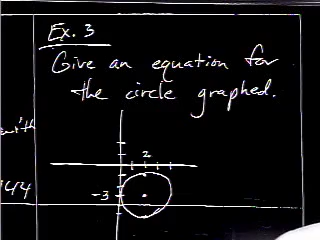 Ex. 3
Give an equation for
the circle graphed.
2
-3